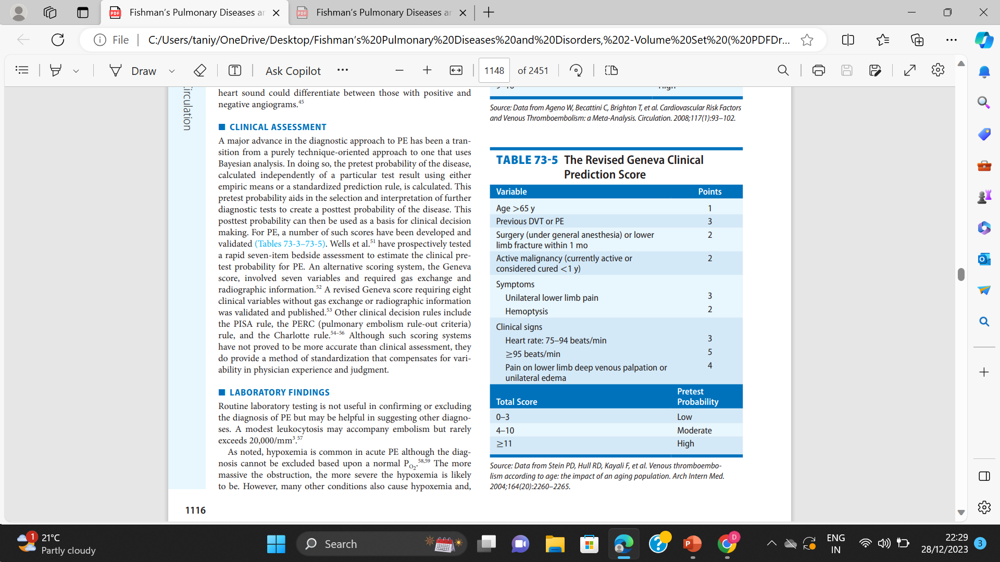 Fishman's Pulmonary Diseases ar
Fishman's Pulmonary Diseases ar
File
C:/Users/taniy/OneDrive/Desktop/Fishman's%20Pulmonary%20Diseases%20and%20Disorders,%202-Volume%20Set%20(%20PDFDr...
Draw
Ask Copilot
1148 of 2451
Circulation
heart sound could differentiate between those with positive and
negative angiograms.45
CLINICAL ASSESSMENT
A major advance in the diagnostic approach to PE has been a tran-
sition from a purely technique-oriented approach to one that uses
Bayesian analysis. In doing so, the pretest probability of the disease,
calculated independently of a particular test result using either
empiric means or a standardized prediction rule, is calculated. This
pretest probability aids in the selection and interpretation of further
diagnostic tests to create a posttest probability of the disease. This
posttest probability can then be used as a basis for clinical decision
making. For PE, a number of such scores have been developed and
validated (Tables 73-3–73-5). Wells et al.51 have prospectively tested
a rapid seven-item bedside assessment to estimate the clinical pre-
test probability for PE. An alternative scoring system, the Geneva
score, involved seven variables and required gas exchange and
radiographic information.52 A revised Geneva score requiring eight
clinical variables without gas exchange or radiographic information
was validated and published.53 Other clinical decision rules include
the PISA rule, the PERC (pulmonary embolism rule-out criteria)
rule, and the Charlotte rule.54–56 Although such scoring systems
have not proved to be more accurate than clinical assessment, they
do provide a method of standardization that compensates for vari-
ability in physician experience and judgment.
LABORATORY FINDINGS
Routine laboratory testing is not useful in confirming or excluding
the diagnosis of PE but may be helpful in suggesting other diagno-
ses. A modest leukocytosis may accompany embolism but rarely
exceeds 20,000/mm3.57
As noted, hypoxemia is common in acute PE although the diag-
nosis cannot be excluded based upon a normal PO2.58,59 The more
massive the obstruction, the more severe the hypoxemia is likely
to be. However, many other conditions also cause hypoxemia and,
1116
Source: Data from Ageno W, Becattini C, Brighton T, et al. Cardiovascular Risk Factors
and Venous Thromboembolism: a Meta-Analysis. Circulation. 2008;117(1):93–102.
TABLE 73-5 The Revised Geneva Clinical
Prediction Score
Variable Points
Age >65 y 1
Previous DVT or PE 3
Surgery (under general anesthesia) or lower 2
limb fracture within 1 mo
Active malignancy (currently active or 2
considered cured <1 y)
Symptoms
Unilateral lower limb pain 3
Hemoptysis 2
Clinical signs
Heart rate: 75–94 beats/min 3
≥95 beats/min 5
Pain on lower limb deep venous palpation or 4
unilateral edema
Pretest
Total Score Probability
0–3 Low
4–10 Moderate
≥11 High
Source: Data from Stein PD, Hull RD, Kayali F, et al. Venous thromboembo-
lism according to age: the impact of an aging population. Arch Intern Med.
2004;164(20):2260–2265.
1
21°C
Partly cloudy
Search
D
ENG
IN
22:29
28/12/2023
3